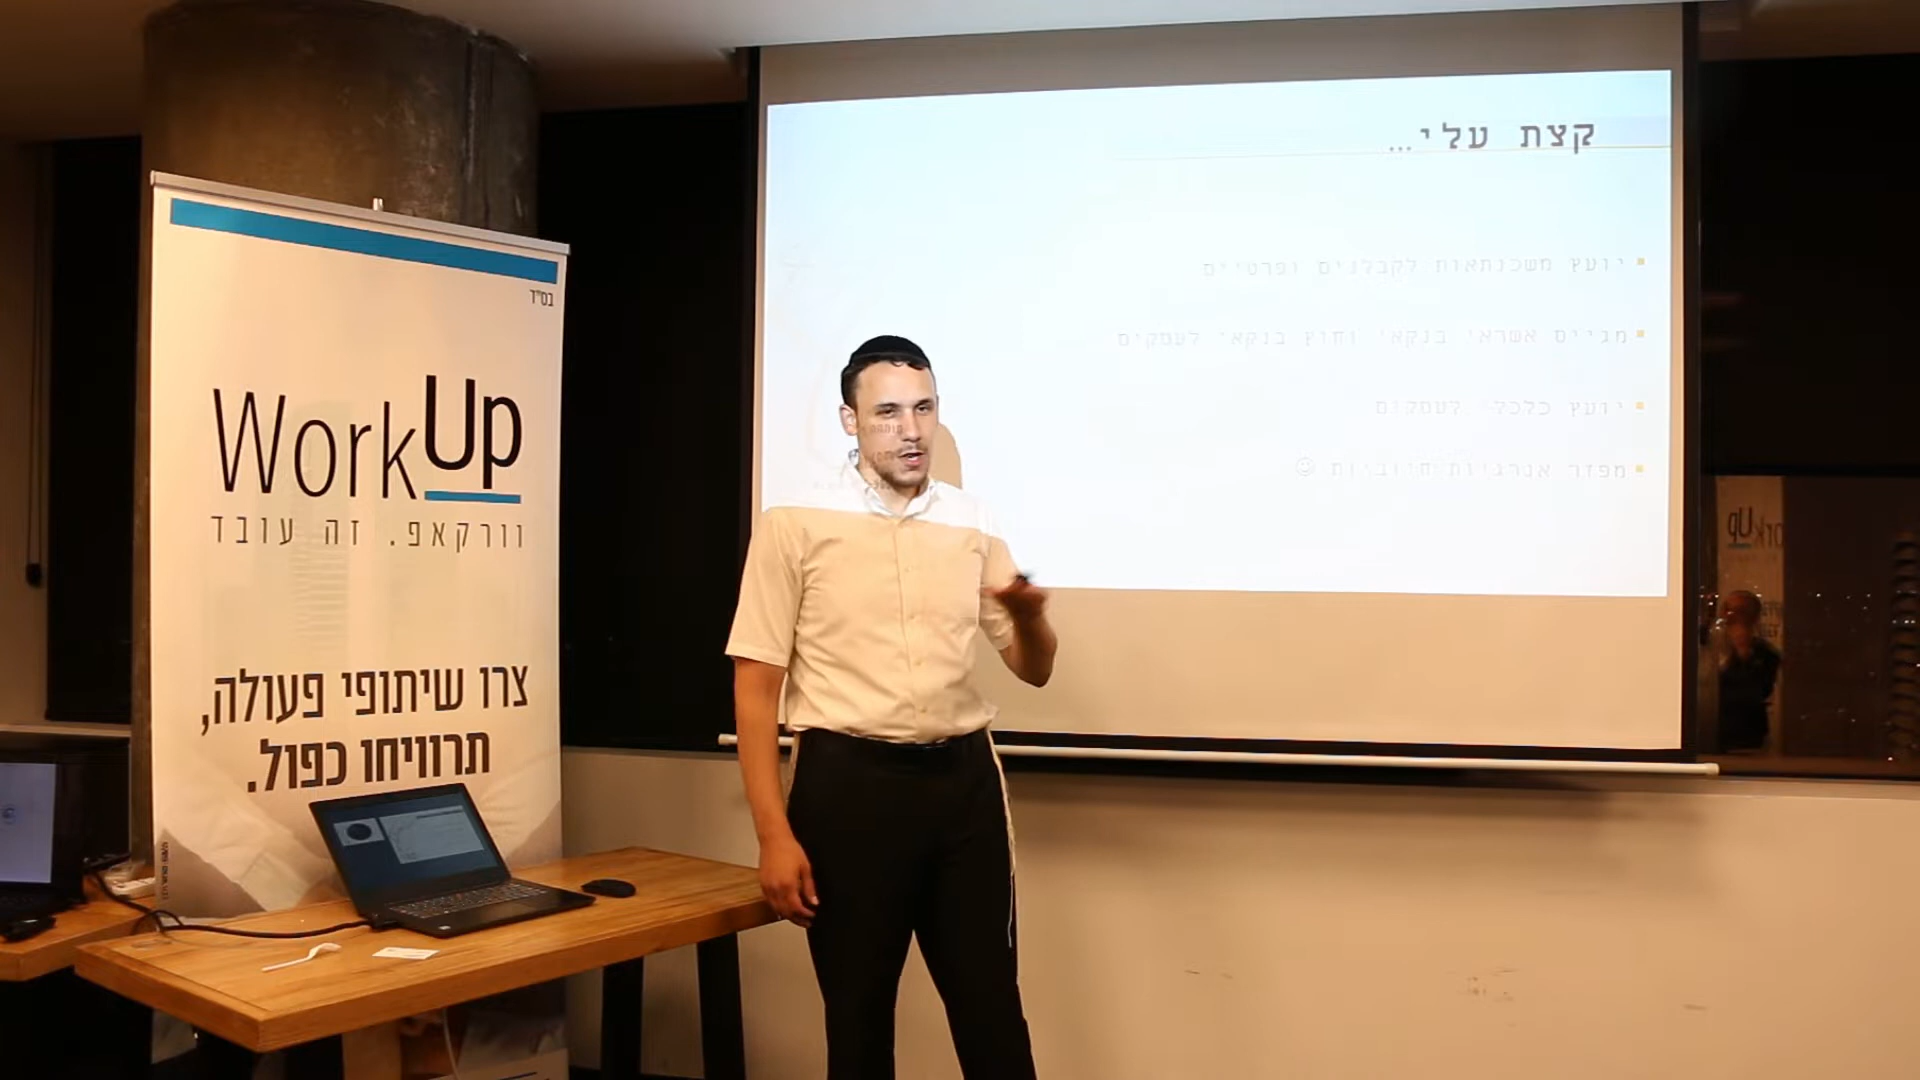 בס"ד
WorkUp
וורקאפ. זה עובד
צרו שיתופי פעולה,
תרוויחו כפול.
קצת עלי...
יועץ משכנתאות לקבלנים ופרטיים
מגייס אשראי בנקאי וחוץ בנקאי לעסקים
יועץ כלכלי לעסקים
מפזר אנרגיות חיוביות ☺